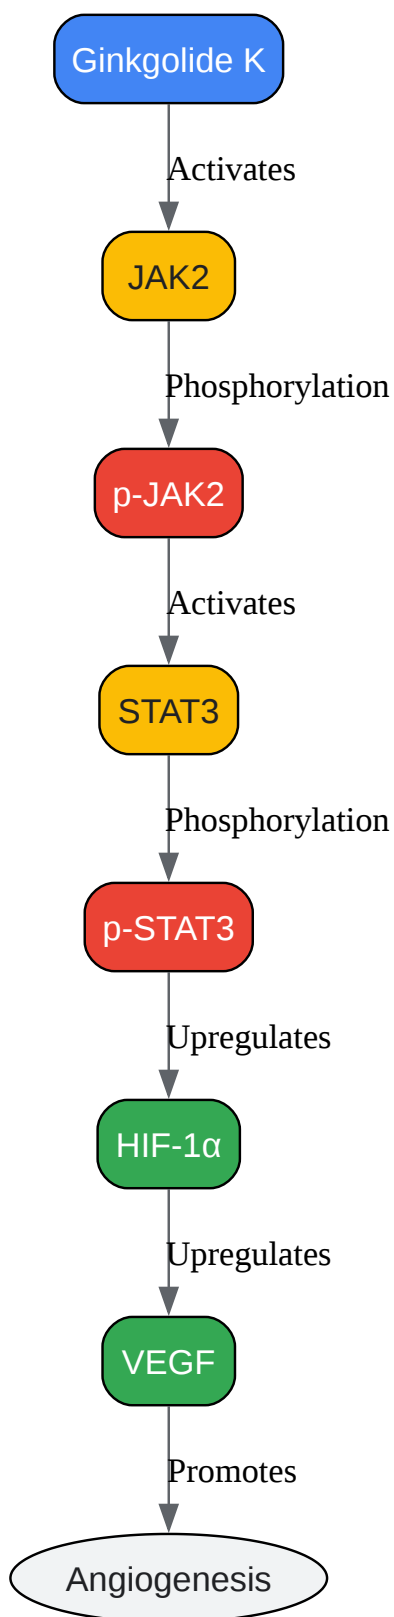 Ginkgolide K
Activates
JAK2
Phosphorylation
p-JAK2
Activates
STAT3
Phosphorylation
p-STAT3
Upregulates
HIF-1α
Upregulates
VEGF
Promotes
Angiogenesis